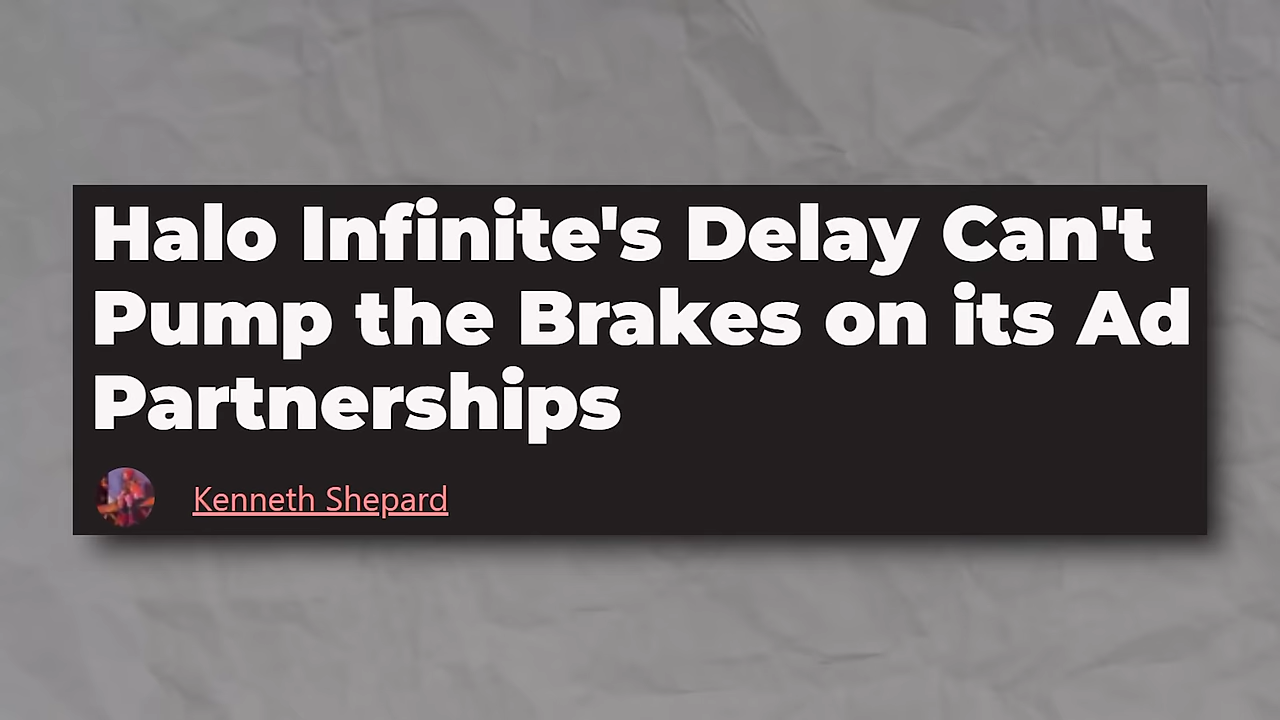 Halo Infinite's Delay Can't
Pump the Brakes on its Ad
Partnerships
Kenneth Shepard